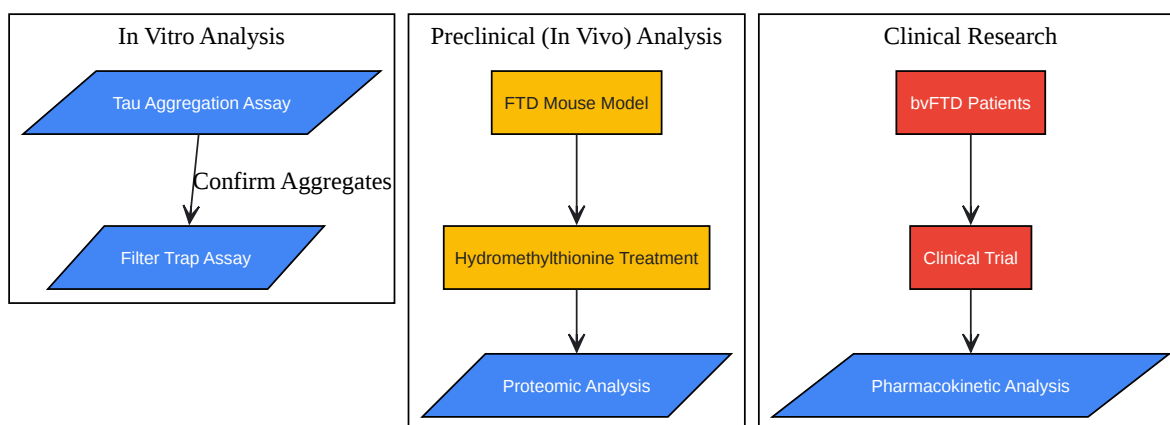 In Vitro Analysis
Tau Aggregation Assay
Confirm Aggregates
Filter Trap Assay
Preclinical (In Vivo) Analysis
FTD Mouse Model
Hydromethylthionine Treatment
Proteomic Analysis
Clinical Research
bvFTD Patients
Clinical Trial
Pharmacokinetic Analysis